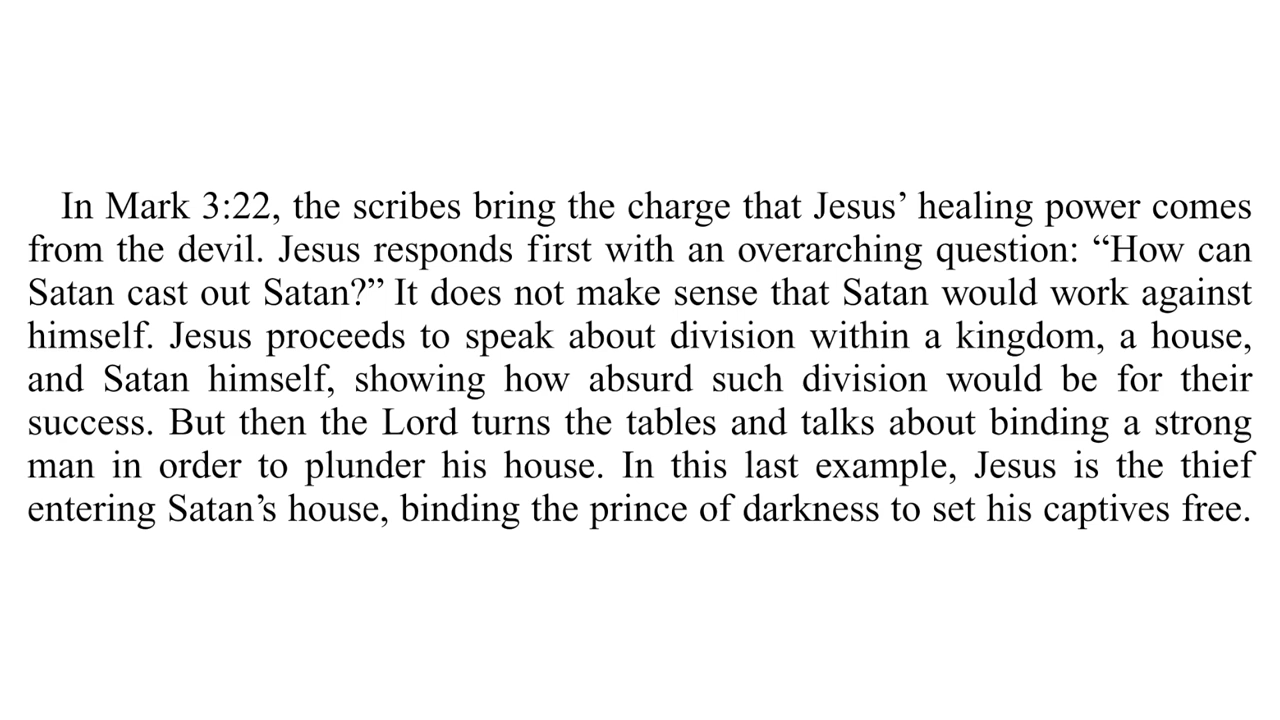 In Mark 3:22, the scribes bring the charge that Jesus’ healing power comes
from the devil. Jesus responds first with an overarching question: “How can
Satan cast out Satan?” It does not make sense that Satan would work against
himself. Jesus proceeds to speak about division within a kingdom, a house,
and Satan himself, showing how absurd such division would be for their
success. But then the Lord turns the tables and talks about binding a strong
man in order to plunder his house. In this last example, Jesus is the thief
entering Satan’s house, binding the prince of darkness to set his captives free.